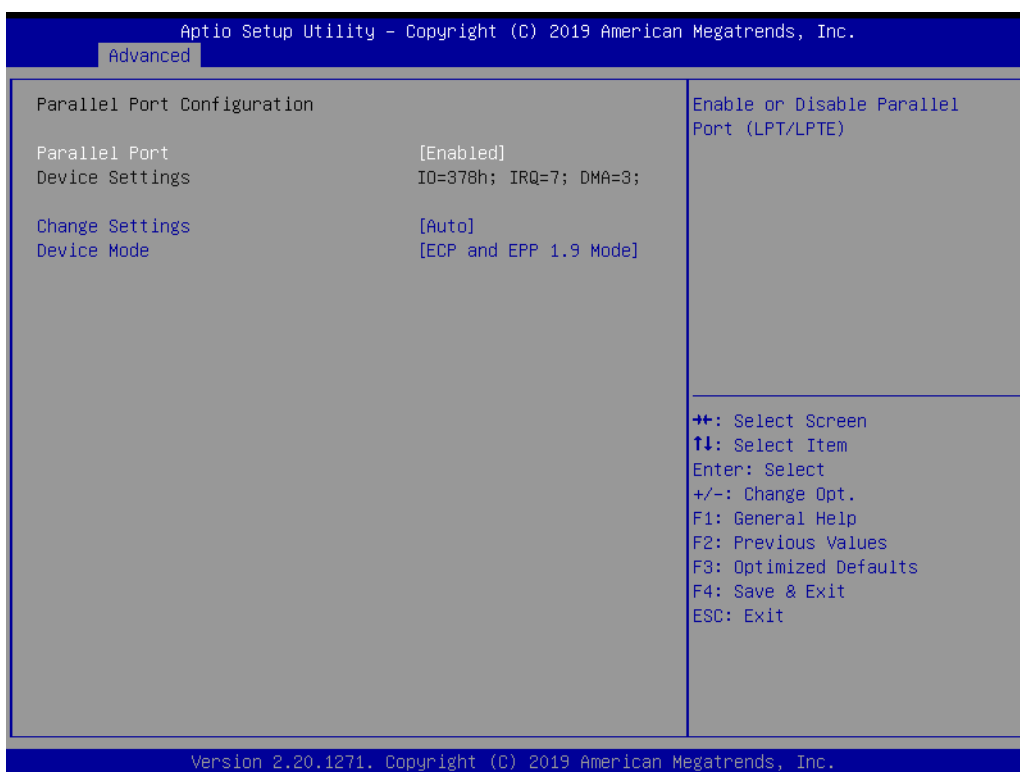 Aptio Setup Utility – Copyright (C) 2019 American Megatrends, Inc.
Advanced
Parallel Port Configuration
Parallel Port [Enabled]
Device Settings IO=378h; IRQ=7; DMA=3;
Change Settings [Auto]
Device Mode [ECP and EPP 1.9 Mode]
Enable or Disable Parallel
Port (LPT/LPTE)
→←: Select Screen
↑↓: Select Item
Enter: Select
+/-: Change Opt.
F1: General Help
F2: Previous Values
F3: Optimized Defaults
F4: Save & Exit
ESC: Exit
Version 2.20.1271. Copyright (C) 2019 American Megatrends, Inc.